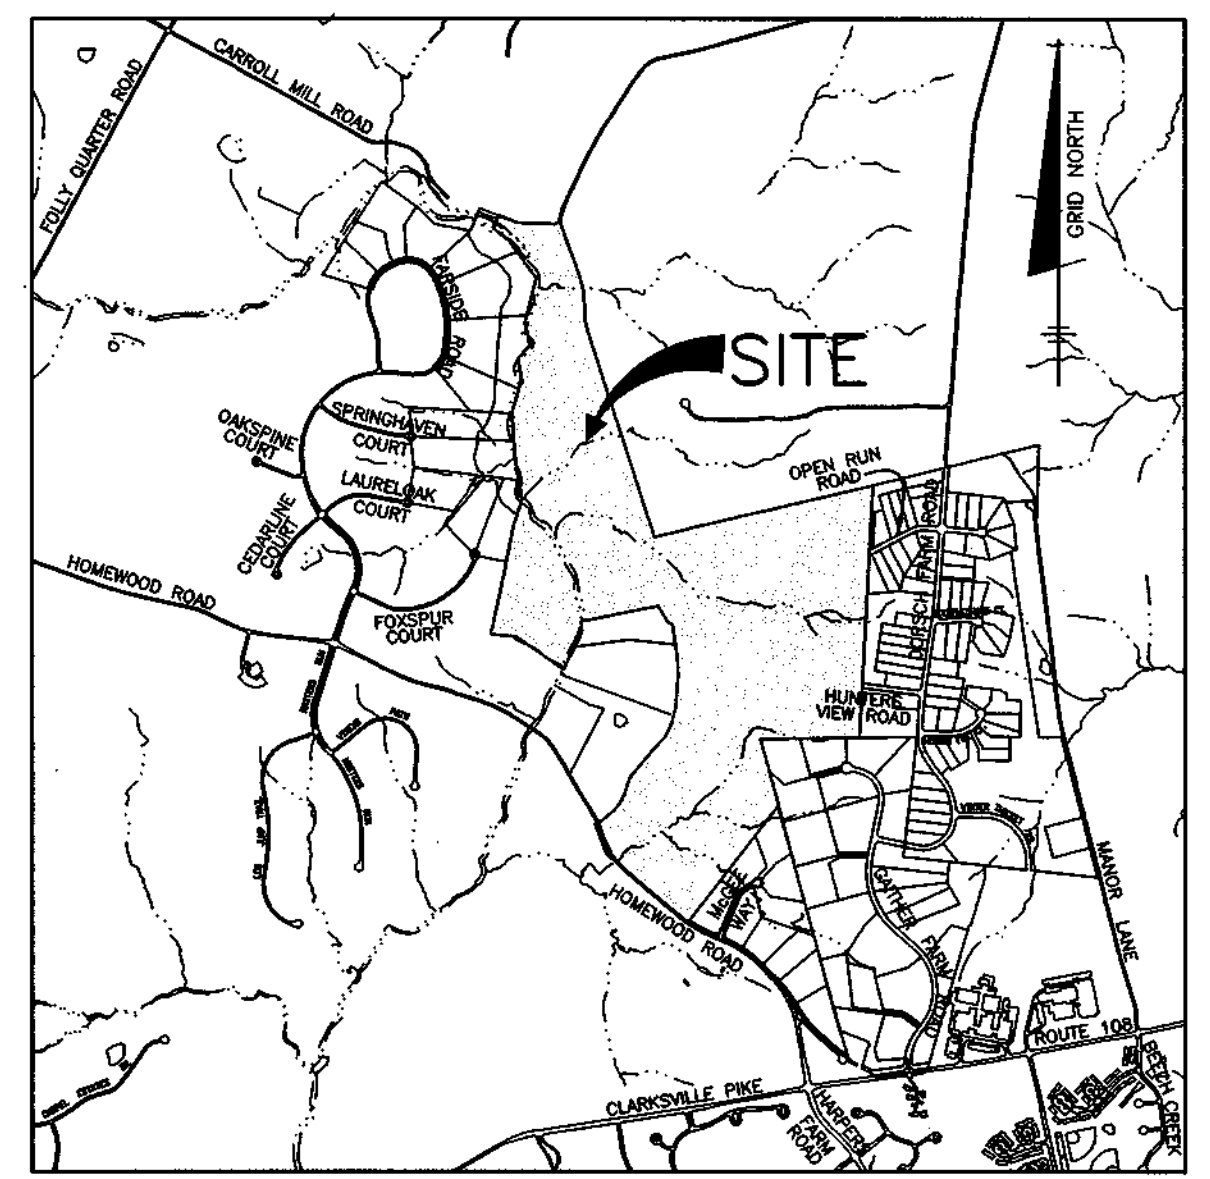 CARROLL MILL ROAD
FOLLY QUARTER ROAD
GRID NORTH
FARSIDE ROAD
SITE
SPRINGHAVEN
COURT
OAKSPINE
COURT
OPEN RUN
ROAD
LAURELOAK
COURT
CEDARLINE
COURT
DORSCH FARM ROAD
HOMEWOOD ROAD
FOXSPUR
COURT
HUNTERS
VIEW ROAD
MANOR LANE
McGEE
WAY
GAITHER FARM ROAD
HOMEWOOD ROAD
ROUTE 108
BEECH CREEK
CLARKSVILLE PIKE
HARPERS
FARM
ROAD